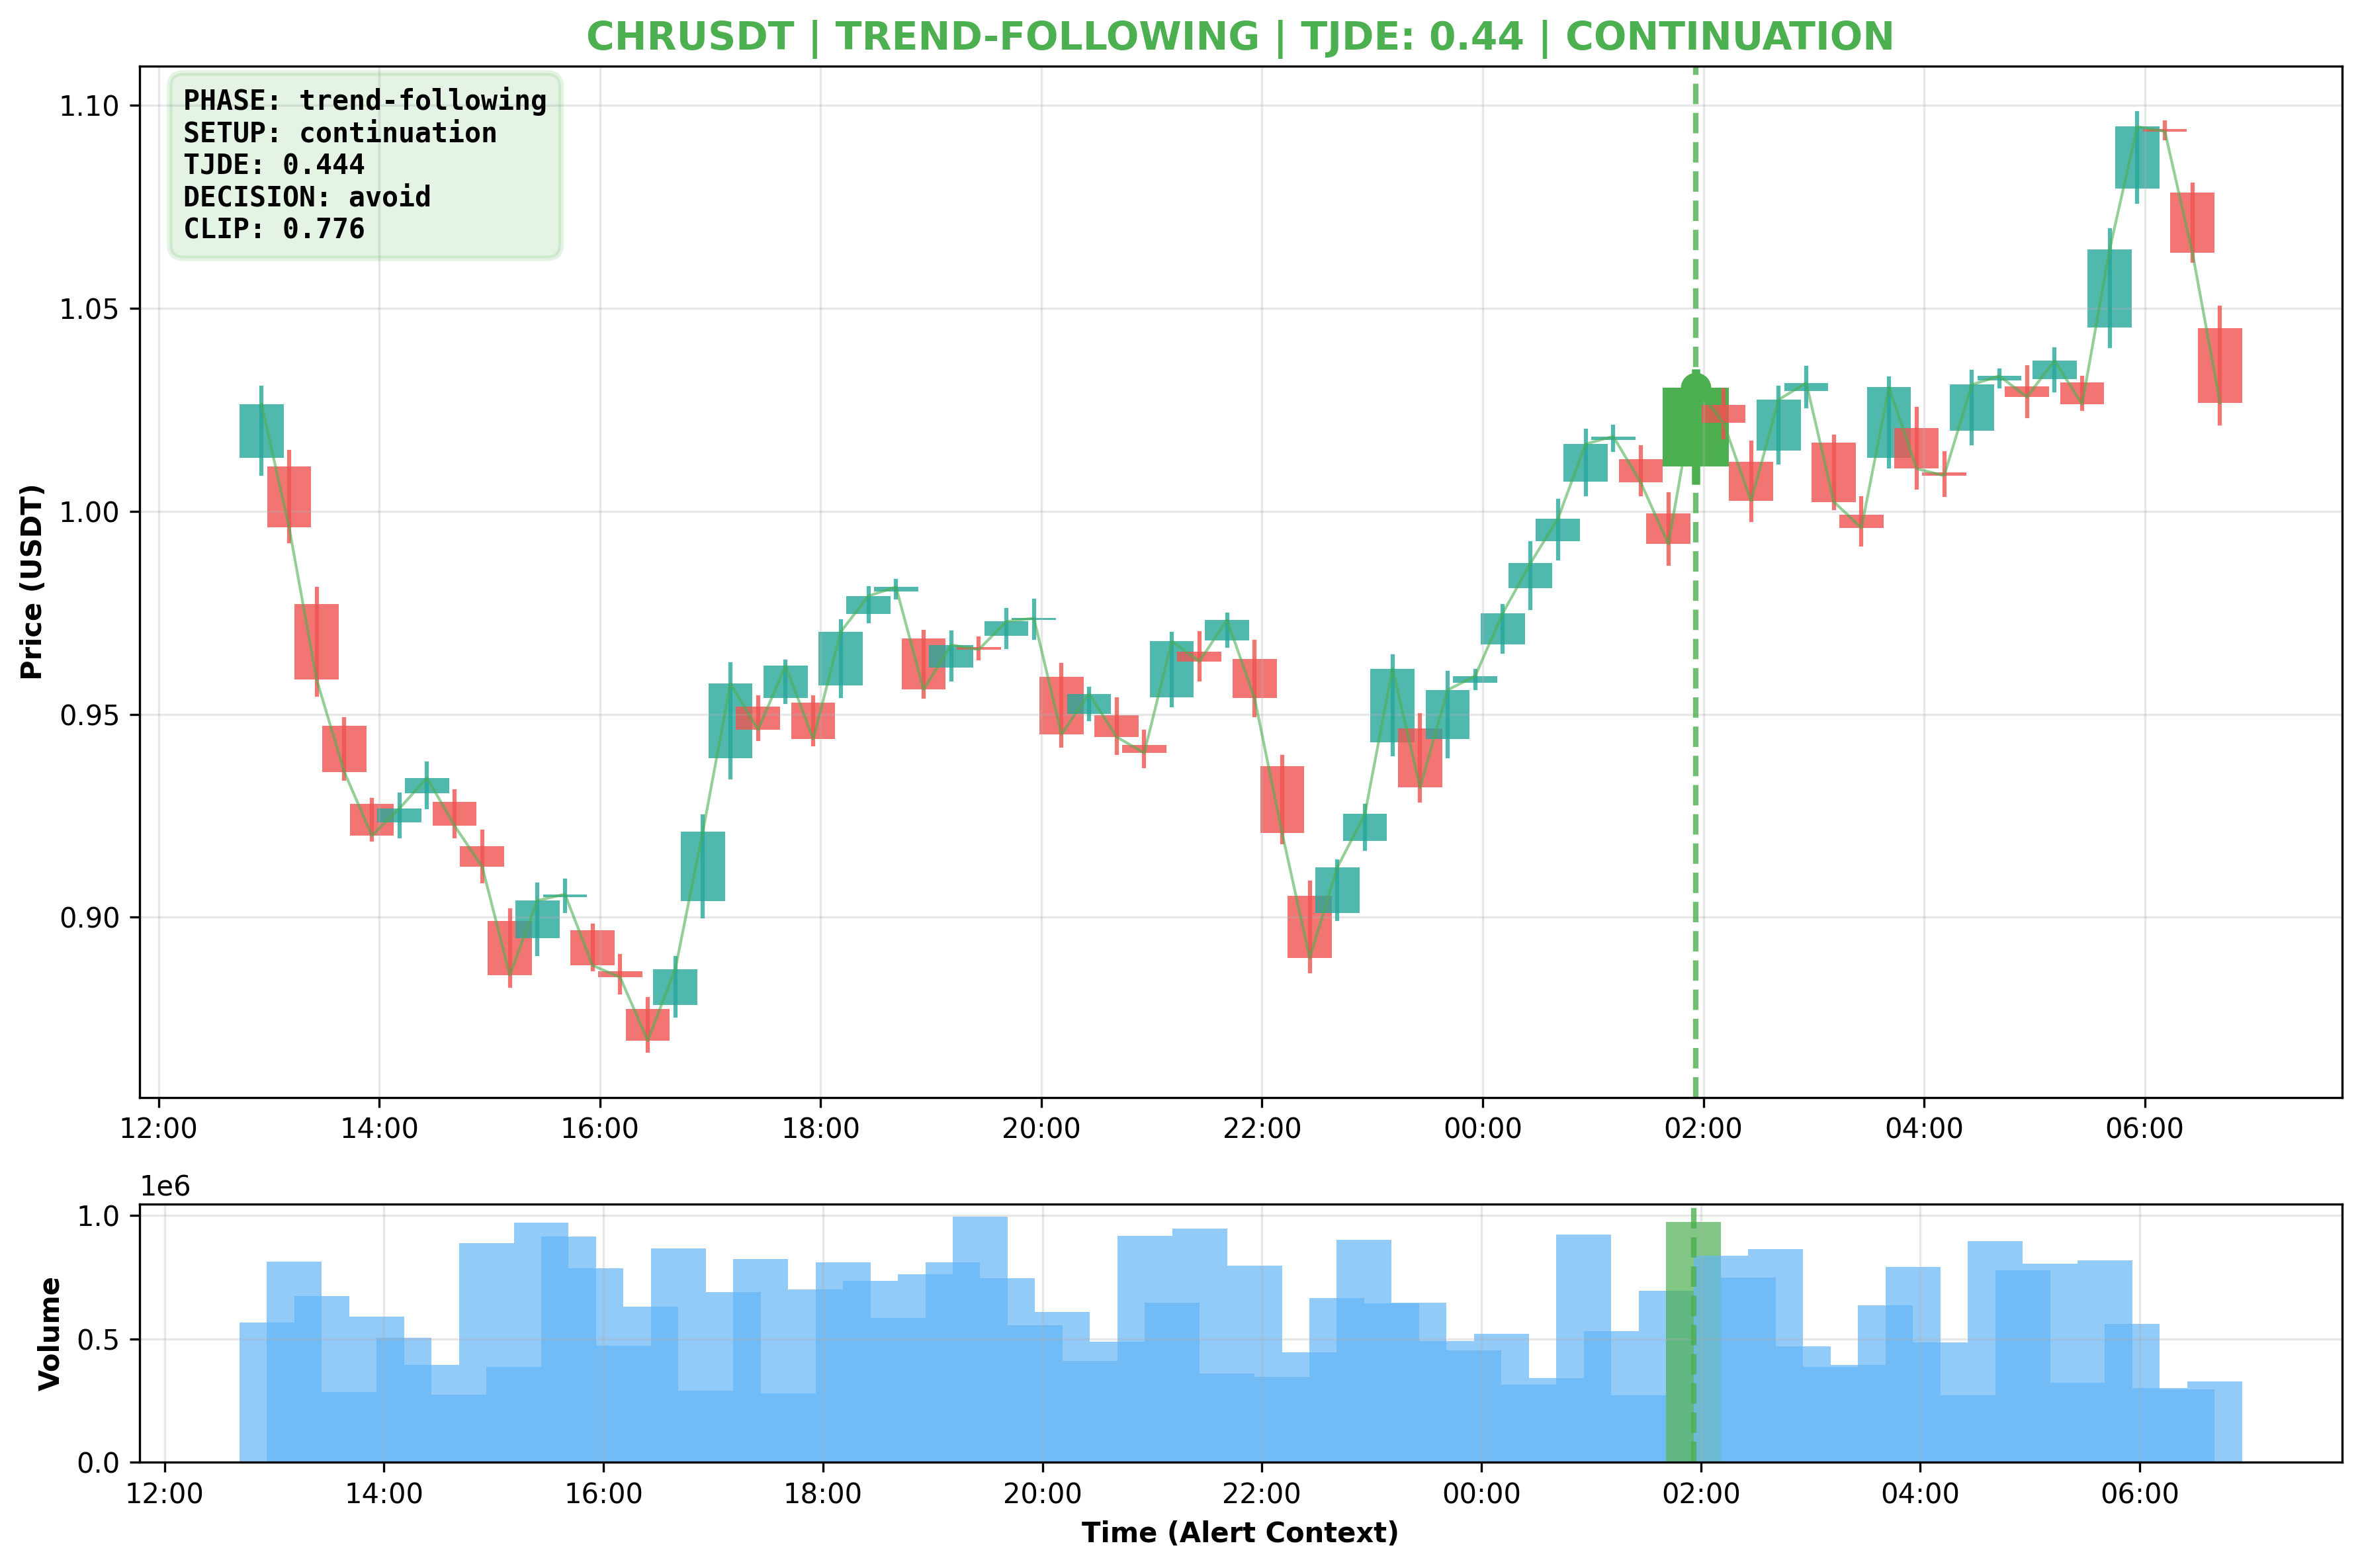 CHRUSDT | TREND-FOLLOWING | TJDE: 0.44 | CONTINUATION
PHASE: trend-following
SETUP: continuation
TJDE: 0.444
DECISION: avoid
CLIP: 0.776
Price (USDT)
1.10
1.05
1.00
0.95
0.90
12:00 14:00 16:00 18:00 20:00 22:00 00:00 02:00 04:00 06:00
1e6
Volume
1.0
0.5
0.0
12:00 14:00 16:00 18:00 20:00 22:00 00:00 02:00 04:00 06:00
Time (Alert Context)